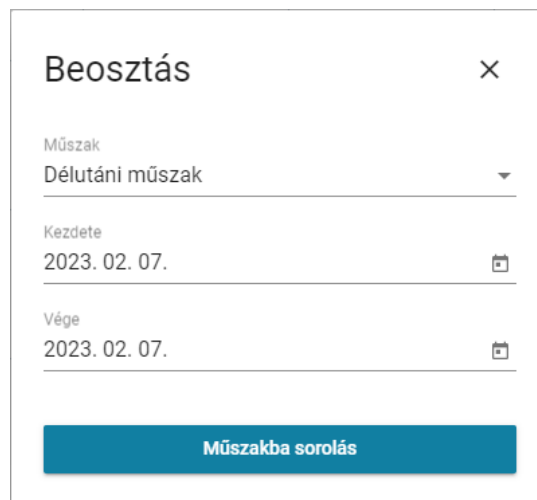 Beosztás
Műszak
Délutáni műszak
Kezdete
2023. 02. 07.
Vége
2023. 02. 07.
Műszakba sorolás